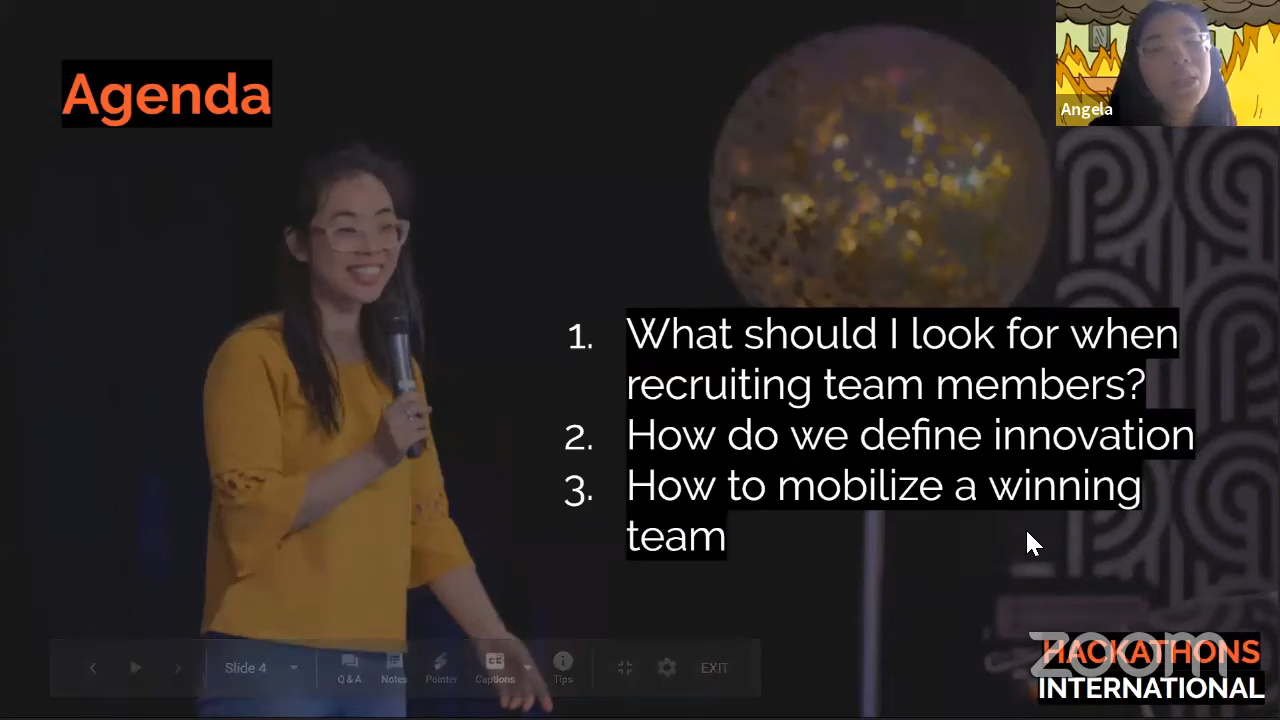 Agenda
Angela
1. What should I look for when
recruiting team members?
2. How do we define innovation
3. How to mobilize a winning
team
Slide 4
Q & A
Notes
Pointer
CC
Captions
Tips
EXIT
zoom
HACKATHONS
INTERNATIONAL